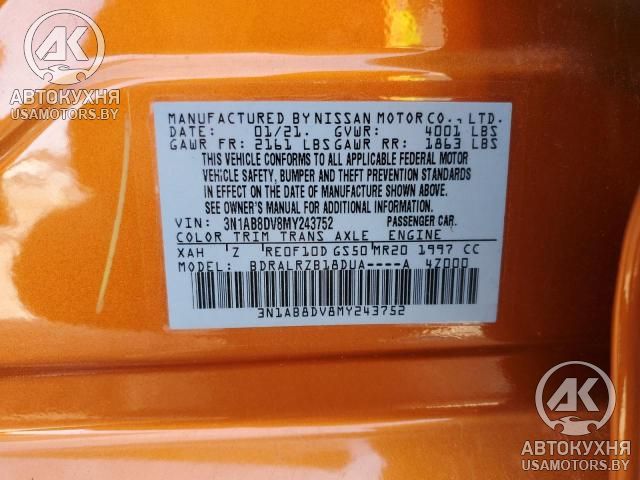 AK
АВТОКУХНЯ
USAMOTORS.BY
MANUFACTURED BY NISSAN MOTOR CO., LTD.
DATE: 01/21. GVWR: 4001 LBS
GAWR FR: 2161 LBS GAWR RR: 1863 LBS
THIS VEHICLE CONFORMS TO ALL APPLICABLE FEDERAL MOTOR
VEHICLE SAFETY, BUMPER AND THEFT PREVENTION STANDARDS
IN EFFECT ON THE DATE OF MANUFACTURE SHOWN ABOVE.
SEE OWNER'S MANUAL FOR ADDITIONAL INFORMATION.
VIN: 3N1AB8DV8MY243752 PASSENGER CAR.
COLOR TRIM TRANS AXLE ENGINE
XAH Z RE0F10D GS50 MR20 1997 CC
MODEL: BDRALRZB18DUA----A 4Z000
3N1AB8DV8MY243752
AK
АВТОКУХНЯ
USAMOTORS.BY